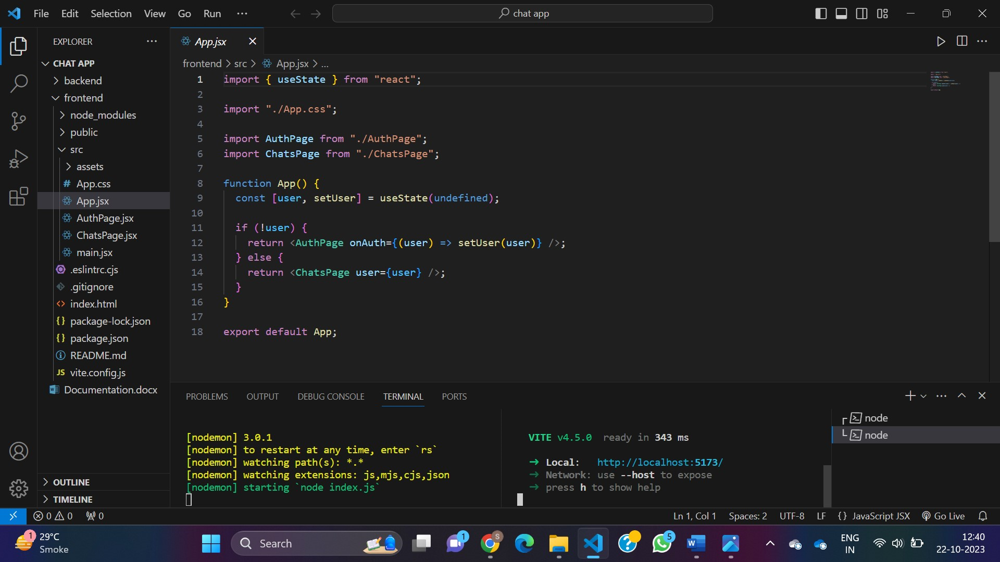 File Edit Selection View Go Run ···
chat app
EXPLORER ···
App.jsx
CHAT APP
backend
frontend
node_modules
public
src
assets
App.css
App.jsx
AuthPage.jsx
ChatsPage.jsx
main.jsx
.eslintrc.cjs
.gitignore
index.html
package-lock.json
package.json
README.md
JS vite.config.js
Documentation.docx
OUTLINE
TIMELINE
frontend > src > App.jsx > ...
1 import { useState } from "react";
2
3 import "./App.css";
4
5 import AuthPage from "./AuthPage";
6 import ChatsPage from "./ChatsPage";
7
8 function App() {
9 const [user, setUser] = useState(undefined);
10
11 if (!user) {
12 return <AuthPage onAuth={(user) => setUser(user)} />;
13 } else {
14 return <ChatsPage user={user} />;
15 }
16 }
17
18 export default App;
PROBLEMS OUTPUT DEBUG CONSOLE TERMINAL PORTS
[nodemon] 3.0.1
[nodemon] to restart at any time, enter `rs`
[nodemon] watching path(s): *.*
[nodemon] watching extensions: js,mjs,cjs,json
[nodemon] starting `node index.js`
VITE v4.5.0 ready in 343 ms
➜ Local: http://localhost:5173/
➜ Network: use --host to expose
➜ press h to show help
node
node
0 0 0
Ln 1, Col 1 Spaces: 2 UTF-8 LF {} JavaScript JSX Go Live
1 29°C
Smoke
Search
1
S
5
W
ENG
IN
12:40
22-10-2023